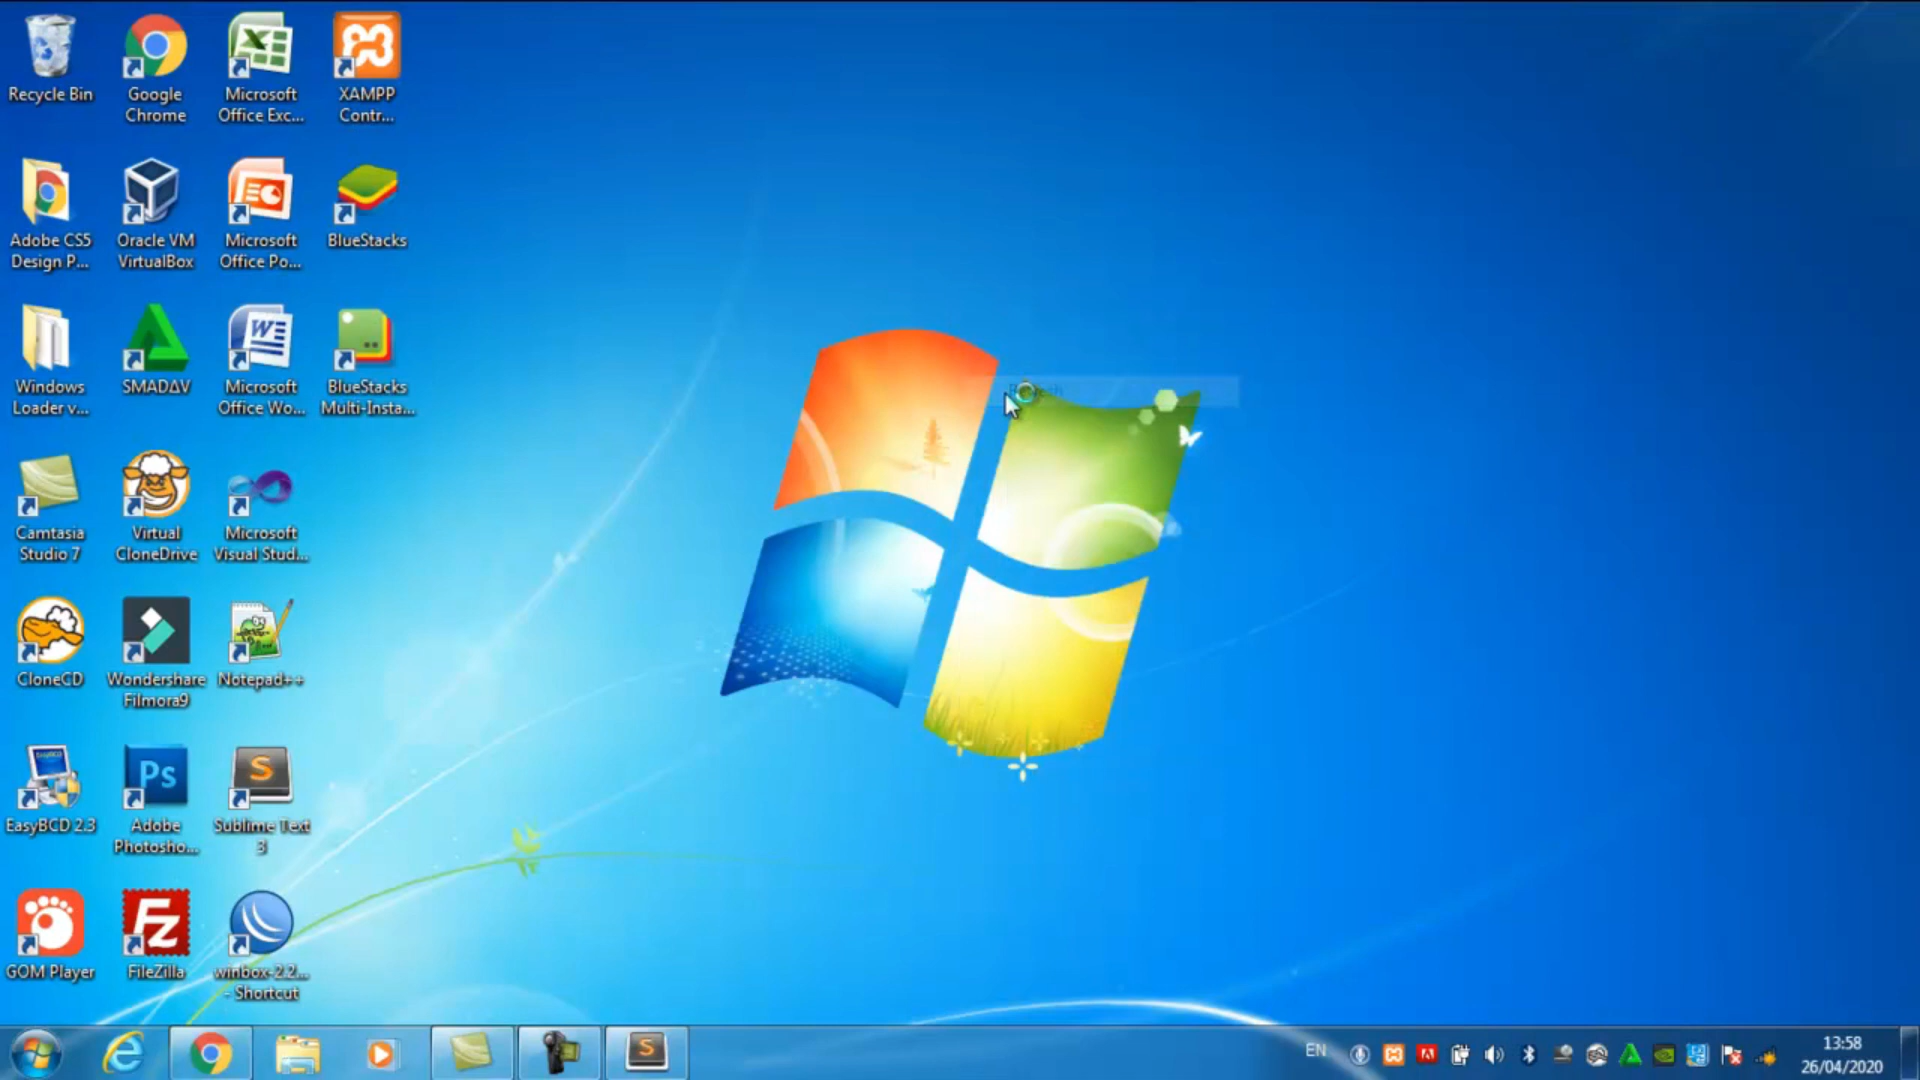 Recycle Bin
Google
Chrome
Microsoft
Office Exc...
XAMPP
Contr...
Adobe CS5
Design P...
Oracle VM
VirtualBox
Microsoft
Office Po...
BlueStacks
Windows
Loader v...
SMADΔV
Microsoft
Office Wo...
BlueStacks
Multi-Insta...
Camtasia
Studio 7
Virtual
CloneDrive
Microsoft
Visual Stud...
CloneCD
Wondershare
Filmora9
Notepad++
EasyBCD 2.3
Ps
Adobe
Photosho...
S
Sublime Text
3
GOM Player
Fz
FileZilla
winbox-2.2...
- Shortcut
S
EN
13:58
26/04/2020